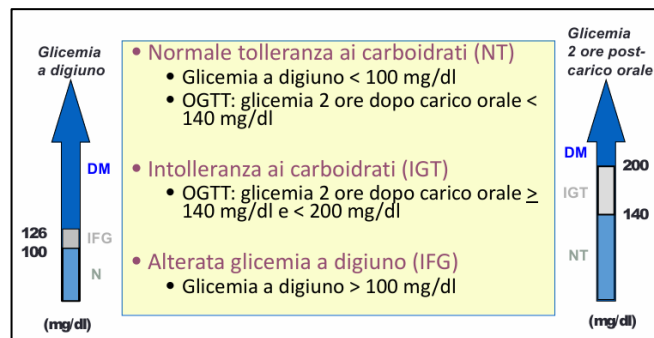 Glicemia
a digiuno
DM
126
IFG
100
N
(mg/dl)
• Normale tolleranza ai carboidrati (NT)
• Glicemia a digiuno < 100 mg/dl
• OGTT: glicemia 2 ore dopo carico orale <
140 mg/dl
• Intolleranza ai carboidrati (IGT)
• OGTT: glicemia 2 ore dopo carico orale ≥
140 mg/dl e < 200 mg/dl
• Alterata glicemia a digiuno (IFG)
• Glicemia a digiuno > 100 mg/dl
Glicemia
2 ore post-
carico orale
DM
200
IGT
140
NT
(mg/dl)